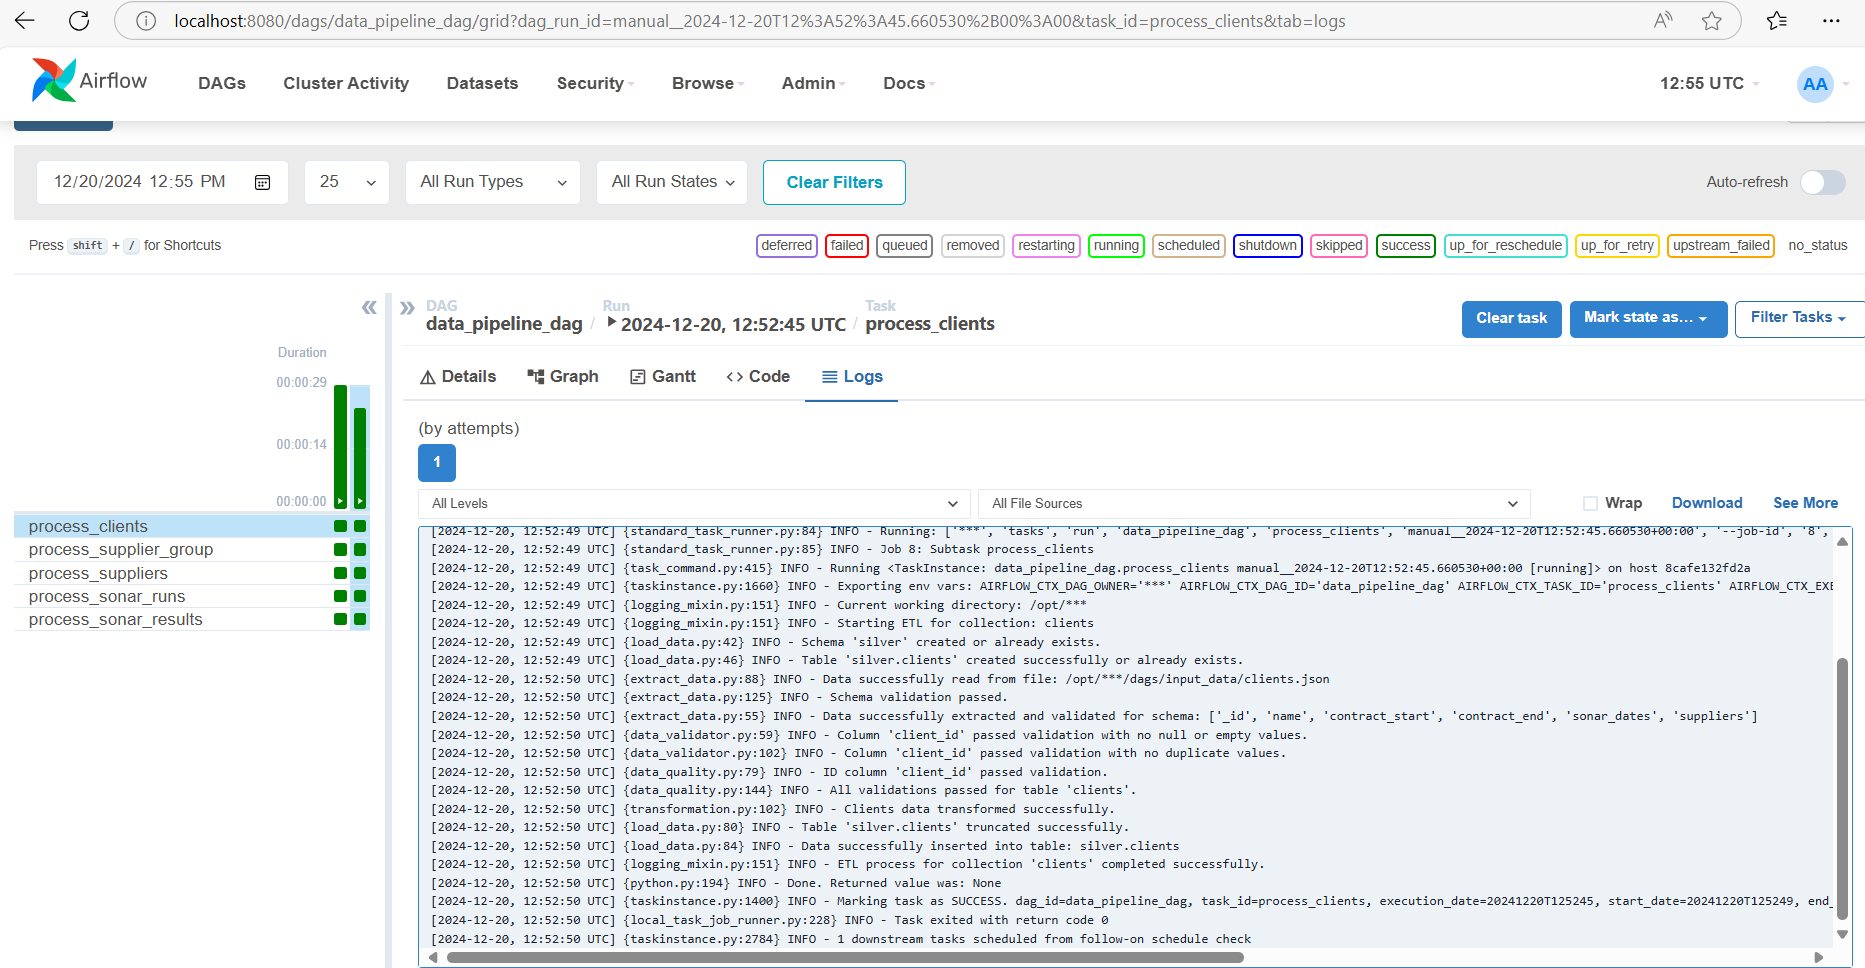 localhost:8080/dags/data_pipeline_dag/grid?dag_run_id=manual__2024-12-20T12%3A52%3A45.660530%2B00%3A00&task_id=process_clients&tab=logs
Airflow DAGs Cluster Activity Datasets Security Browse Admin Docs 12:55 UTC AA
12/20/2024 12:55 PM 25 All Run Types All Run States Clear Filters Auto-refresh
Press shift + / for Shortcuts deferred failed queued removed restarting running scheduled shutdown skipped success up_for_reschedule up_for_retry upstream_failed no_status
DAG Run Task
data_pipeline_dag / 2024-12-20, 12:52:45 UTC / process_clients
Clear task Mark state as... Filter Tasks
Duration
00:00:29
00:00:14
00:00:00
process_clients
process_supplier_group
process_suppliers
process_sonar_runs
process_sonar_results
Details Graph Gantt Code Logs
(by attempts)
1
All Levels All File Sources Wrap Download See More
[2024-12-20, 12:52:49 UTC] {standard_task_runner.py:84} INFO - Running: ['***', 'tasks', 'run', 'data_pipeline_dag', 'process_clients', 'manual__2024-12-20T12:52:45.660530+00:00', '--job-id', '8',
[2024-12-20, 12:52:49 UTC] {standard_task_runner.py:85} INFO - Job 8: Subtask process_clients
[2024-12-20, 12:52:49 UTC] {task_command.py:415} INFO - Running <TaskInstance: data_pipeline_dag.process_clients manual__2024-12-20T12:52:45.660530+00:00 [running]> on host 8cafe132fd2a
[2024-12-20, 12:52:49 UTC] {taskinstance.py:1660} INFO - Exporting env vars: AIRFLOW_CTX_DAG_OWNER='***' AIRFLOW_CTX_DAG_ID='data_pipeline_dag' AIRFLOW_CTX_TASK_ID='process_clients' AIRFLOW_CTX_EXE
[2024-12-20, 12:52:49 UTC] {logging_mixin.py:151} INFO - Current working directory: /opt/***
[2024-12-20, 12:52:49 UTC] {logging_mixin.py:151} INFO - Starting ETL for collection: clients
[2024-12-20, 12:52:49 UTC] {load_data.py:42} INFO - Schema 'silver' created or already exists.
[2024-12-20, 12:52:49 UTC] {load_data.py:46} INFO - Table 'silver.clients' created successfully or already exists.
[2024-12-20, 12:52:50 UTC] {extract_data.py:88} INFO - Data successfully read from file: /opt/***/dags/input_data/clients.json
[2024-12-20, 12:52:50 UTC] {extract_data.py:125} INFO - Schema validation passed.
[2024-12-20, 12:52:50 UTC] {extract_data.py:55} INFO - Data successfully extracted and validated for schema: ['_id', 'name', 'contract_start', 'contract_end', 'sonar_dates', 'suppliers']
[2024-12-20, 12:52:50 UTC] {data_validator.py:59} INFO - Column 'client_id' passed validation with no null or empty values.
[2024-12-20, 12:52:50 UTC] {data_validator.py:102} INFO - Column 'client_id' passed validation with no duplicate values.
[2024-12-20, 12:52:50 UTC] {data_quality.py:79} INFO - ID column 'client_id' passed validation.
[2024-12-20, 12:52:50 UTC] {data_quality.py:144} INFO - All validations passed for table 'clients'.
[2024-12-20, 12:52:50 UTC] {transformation.py:102} INFO - Clients data transformed successfully.
[2024-12-20, 12:52:50 UTC] {load_data.py:80} INFO - Table 'silver.clients' truncated successfully.
[2024-12-20, 12:52:50 UTC] {load_data.py:84} INFO - Data successfully inserted into table: silver.clients
[2024-12-20, 12:52:50 UTC] {logging_mixin.py:151} INFO - ETL process for collection 'clients' completed successfully.
[2024-12-20, 12:52:50 UTC] {python.py:194} INFO - Done. Returned value was: None
[2024-12-20, 12:52:50 UTC] {taskinstance.py:1400} INFO - Marking task as SUCCESS. dag_id=data_pipeline_dag, task_id=process_clients, execution_date=20241220T125245, start_date=20241220T125249, end_
[2024-12-20, 12:52:50 UTC] {local_task_job_runner.py:228} INFO - Task exited with return code 0
[2024-12-20, 12:52:50 UTC] {taskinstance.py:2784} INFO - 1 downstream tasks scheduled from follow-on schedule check